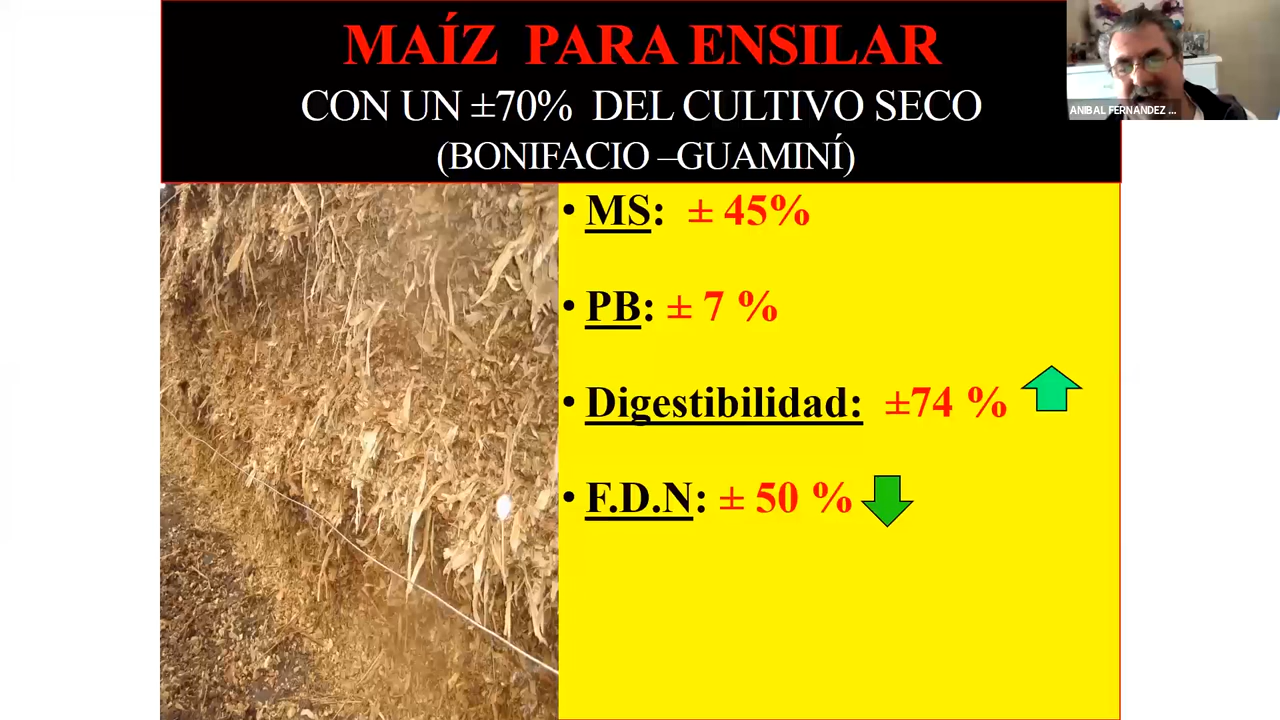 MAÍZ PARA ENSILAR
CON UN ±70% DEL CULTIVO SECO
(BONIFACIO –GUAMINÍ)
ANIBAL FERNANDEZ ...
• MS: ± 45%
• PB: ± 7 %
• Digestibilidad: ±74 %
• F.D.N: ± 50 %